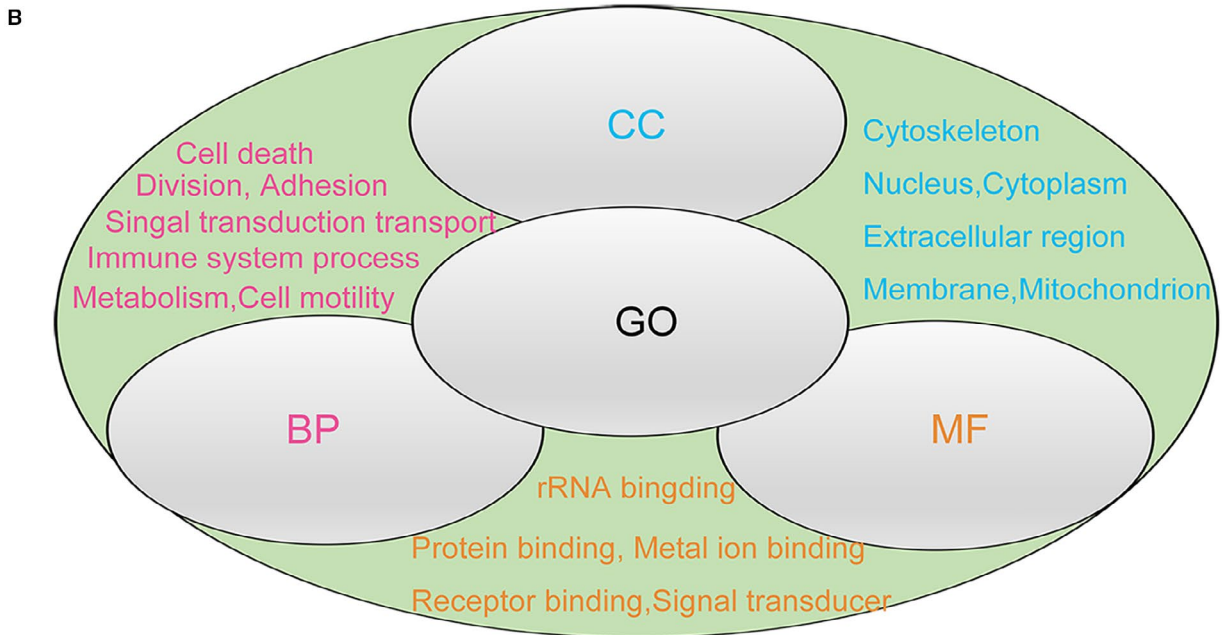 B
CC
Cell death
Division, Adhesion
Singal transduction transport
Immune system process
Metabolism,Cell motility
Cytoskeleton
Nucleus,Cytoplasm
Extracellular region
Membrane,Mitochondrion
GO
BP
MF
rRNA bingding
Protein binding, Metal ion binding
Receptor binding,Signal transducer